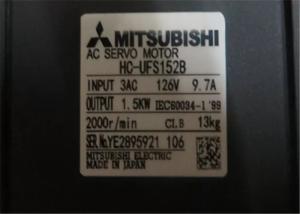 MITSUBISHI
AC SERVO MOTOR
HC-UFS152B
INPUT 3AC 126V 9.7A
OUTPUT 1.5KW IEC60034-1 '99
2000r/min CI.B 13kg
SER.No.YE2895921 106
MITSUBISHI ELECTRIC
MADE IN JAPAN